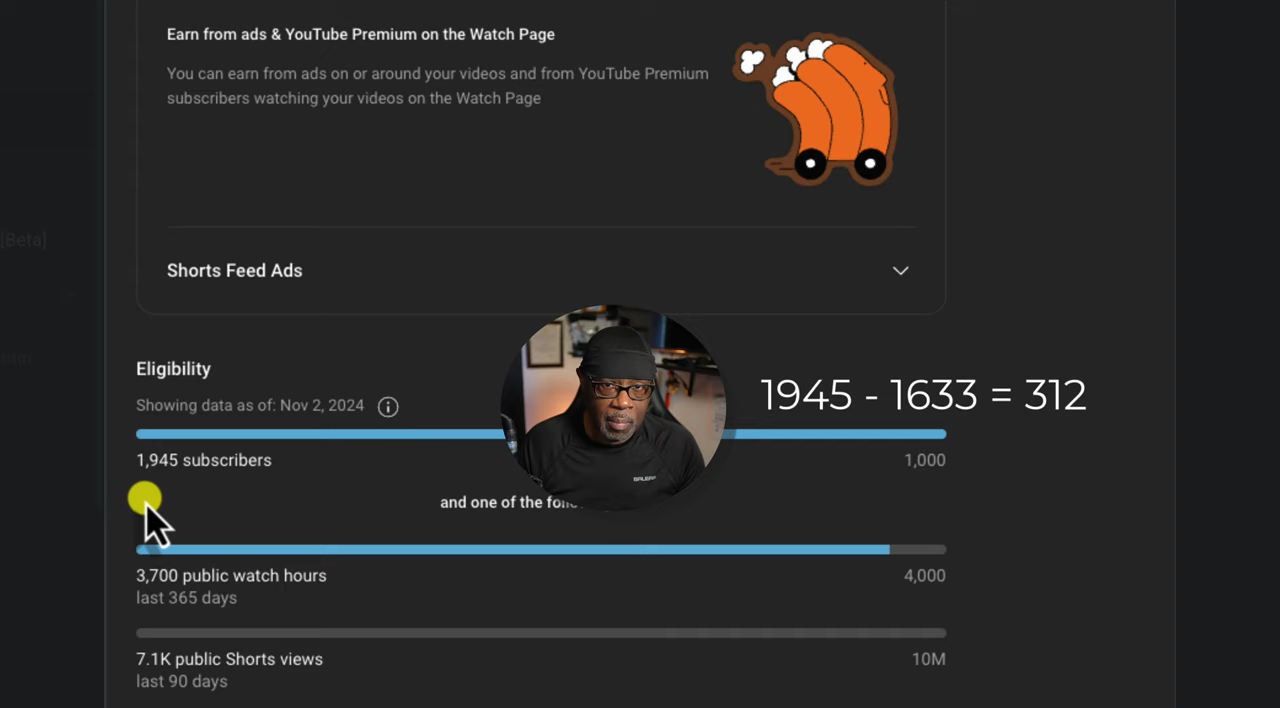 Earn from ads & YouTube Premium on the Watch Page
You can earn from ads on or around your videos and from YouTube Premium
subscribers watching your videos on the Watch Page
[Beta]
Shorts Feed Ads
Eligibility
Showing data as of: Nov 2, 2024
1945 - 1633 = 312
1,945 subscribers
1,000
and one of the
3,700 public watch hours
4,000
last 365 days
7.1K public Shorts views
10M
last 90 days